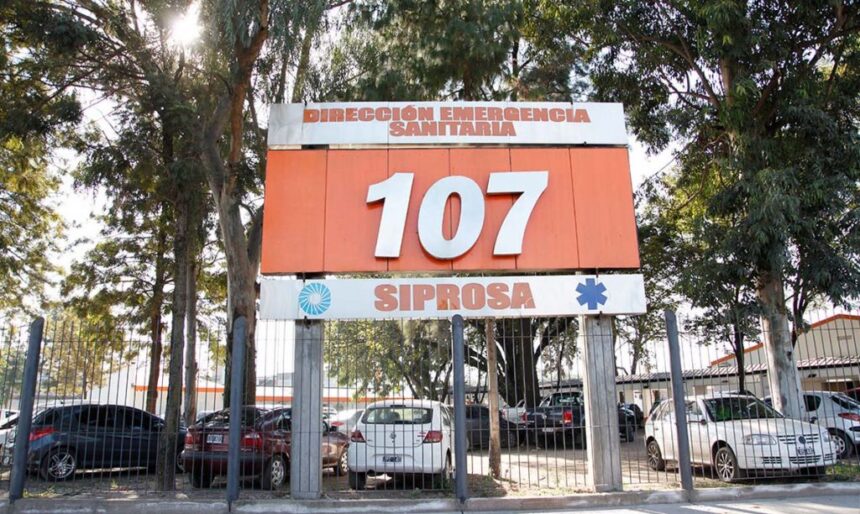 DIRECCIÓN EMERGENCIA
SANITARIA
107
SIPROSA